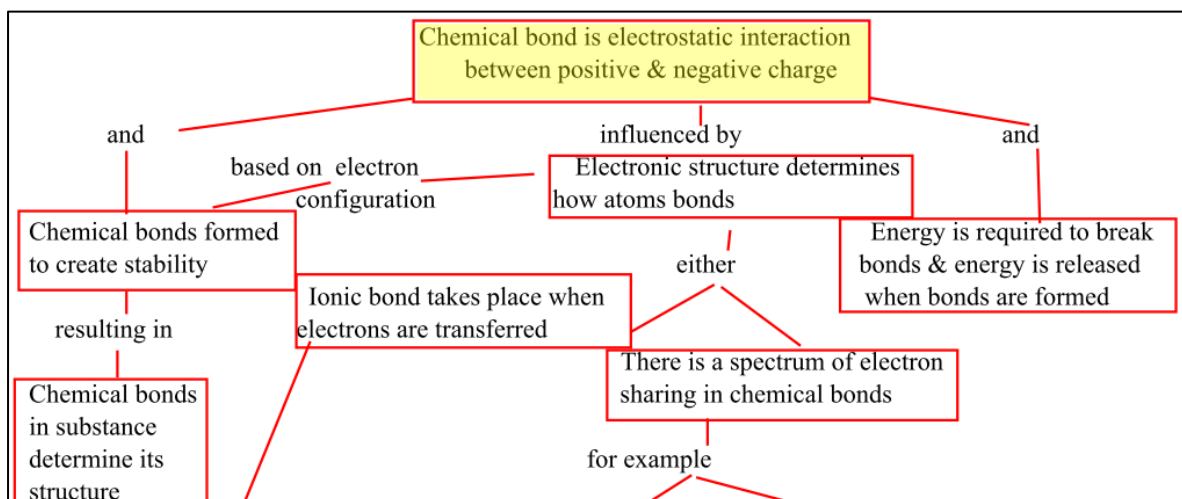 Chemical bond is electrostatic interaction
between positive & negative charge
and
influenced by
and
based on electron
configuration
Electronic structure determines
how atoms bonds
Chemical bonds formed
to create stability
Energy is required to break
bonds & energy is released
when bonds are formed
either
Ionic bond takes place when
electrons are transferred
resulting in
There is a spectrum of electron
sharing in chemical bonds
Chemical bonds
in substance
determine its
structure
for example